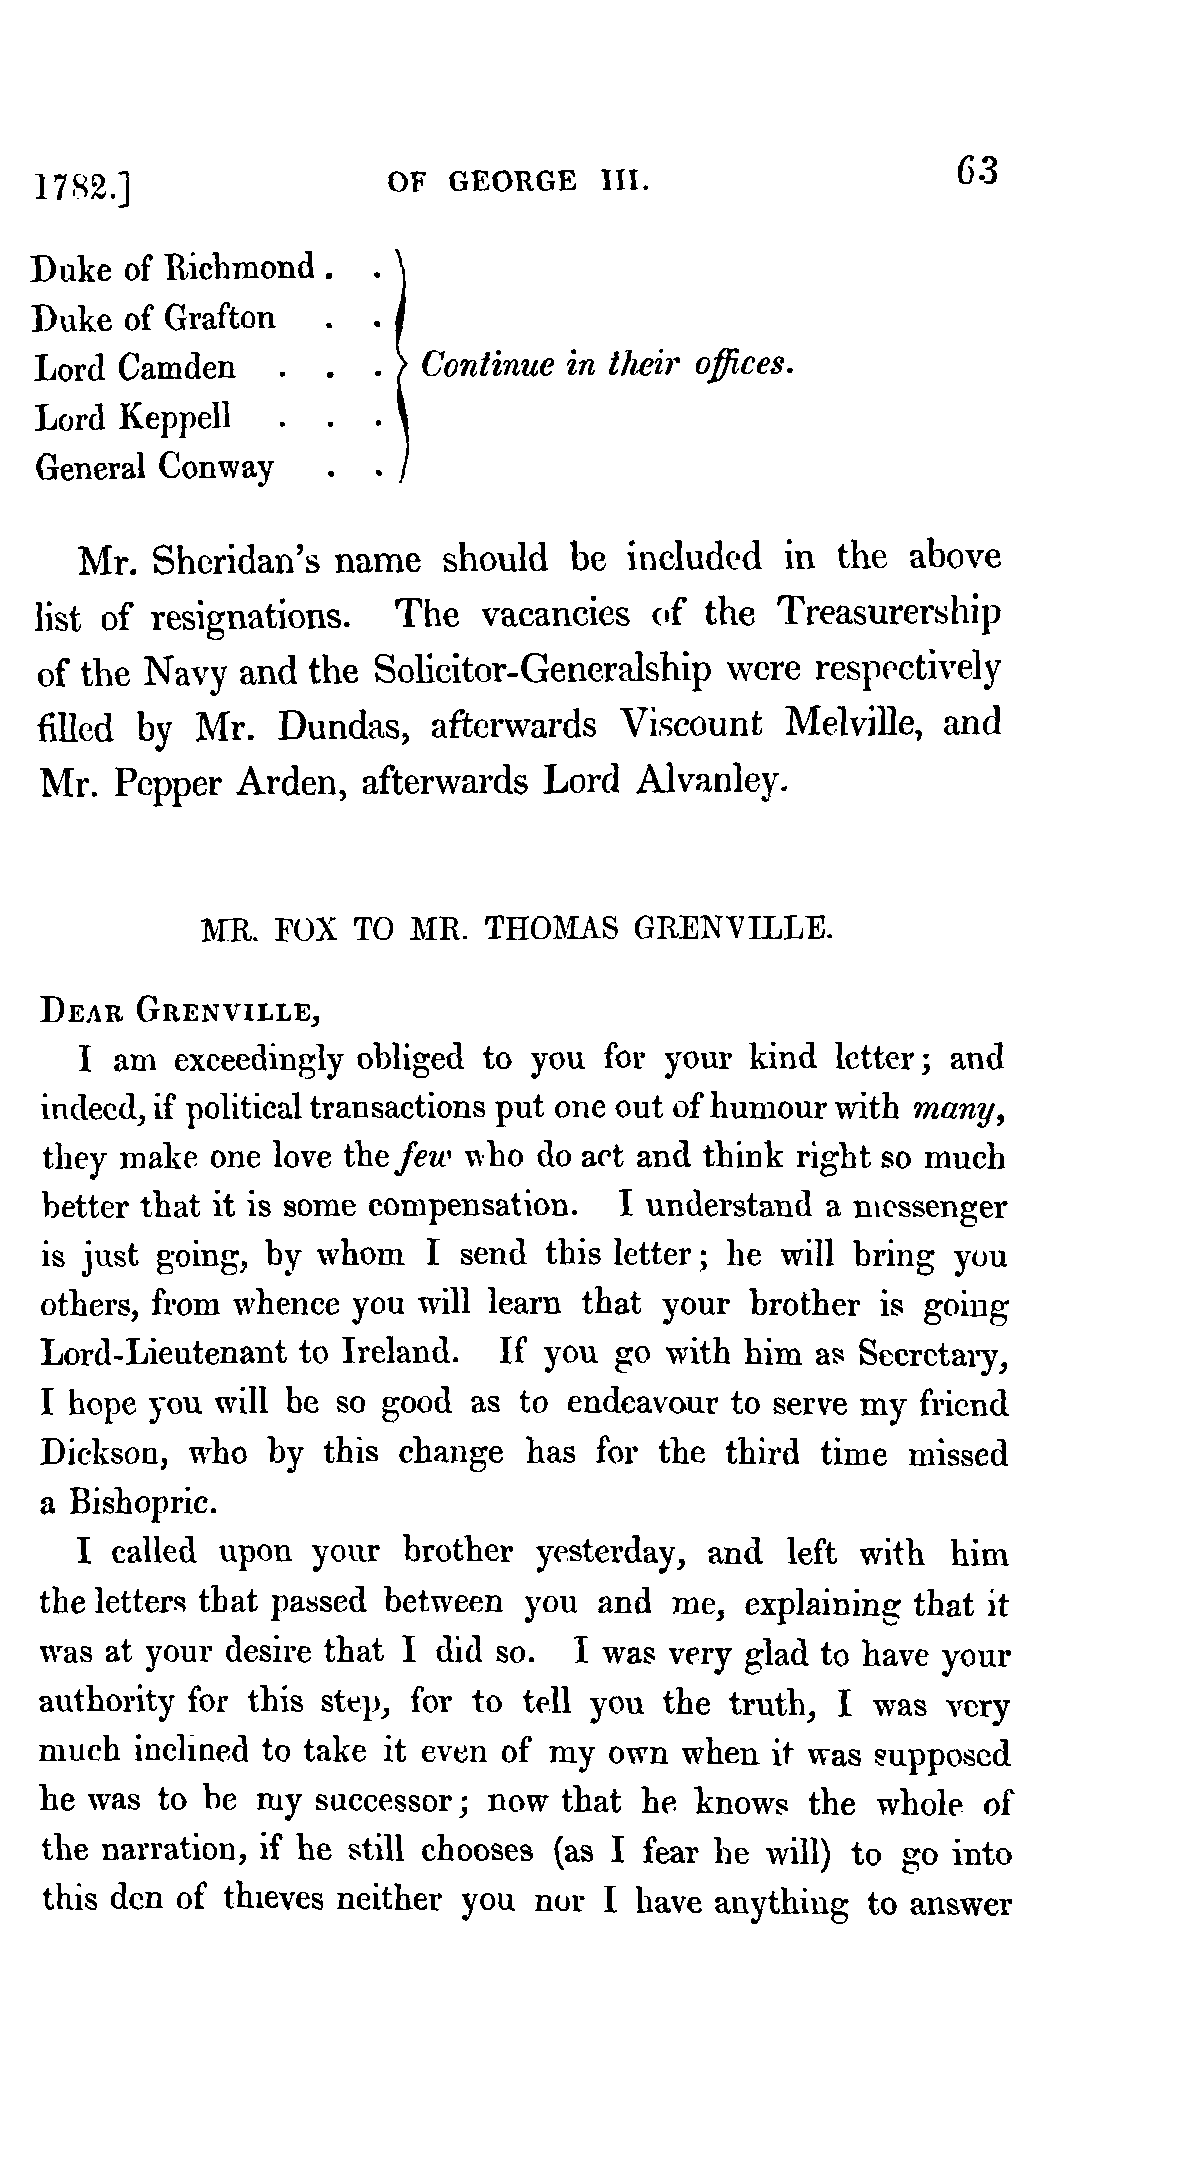 1782.] OF GEORGE III. 63
Duke of Richmond . .
Duke of Grafton . .
Lord Camden . . . } Continue in their offices.
Lord Keppell . . .
General Conway . .
Mr. Sheridan's name should be included in the above
list of resignations. The vacancies of the Treasurership
of the Navy and the Solicitor-Generalship were respectively
filled by Mr. Dundas, afterwards Viscount Melville, and
Mr. Pepper Arden, afterwards Lord Alvanley.
MR. FOX TO MR. THOMAS GRENVILLE.
DEAR GRENVILLE,
I am exceedingly obliged to you for your kind letter; and
indeed, if political transactions put one out of humour with many,
they make one love the few who do act and think right so much
better that it is some compensation. I understand a messenger
is just going, by whom I send this letter; he will bring you
others, from whence you will learn that your brother is going
Lord-Lieutenant to Ireland. If you go with him as Secretary,
I hope you will be so good as to endeavour to serve my friend
Dickson, who by this change has for the third time missed
a Bishopric.
I called upon your brother yesterday, and left with him
the letters that passed between you and me, explaining that it
was at your desire that I did so. I was very glad to have your
authority for this step, for to tell you the truth, I was very
much inclined to take it even of my own when it was supposed
he was to be my successor; now that he knows the whole of
the narration, if he still chooses (as I fear he will) to go into
this den of thieves neither you nor I have anything to answer